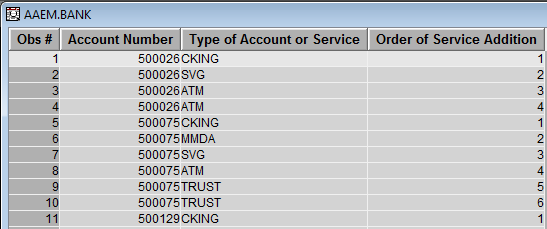 AAEM.BANK
Obs # Account Number Type of Account or Service Order of Service Addition
1 500026 CKING 1
2 500026 SVG 2
3 500026 ATM 3
4 500026 ATM 4
5 500075 CKING 1
6 500075 MMDA 2
7 500075 SVG 3
8 500075 ATM 4
9 500075 TRUST 5
10 500075 TRUST 6
11 500129 CKING 1